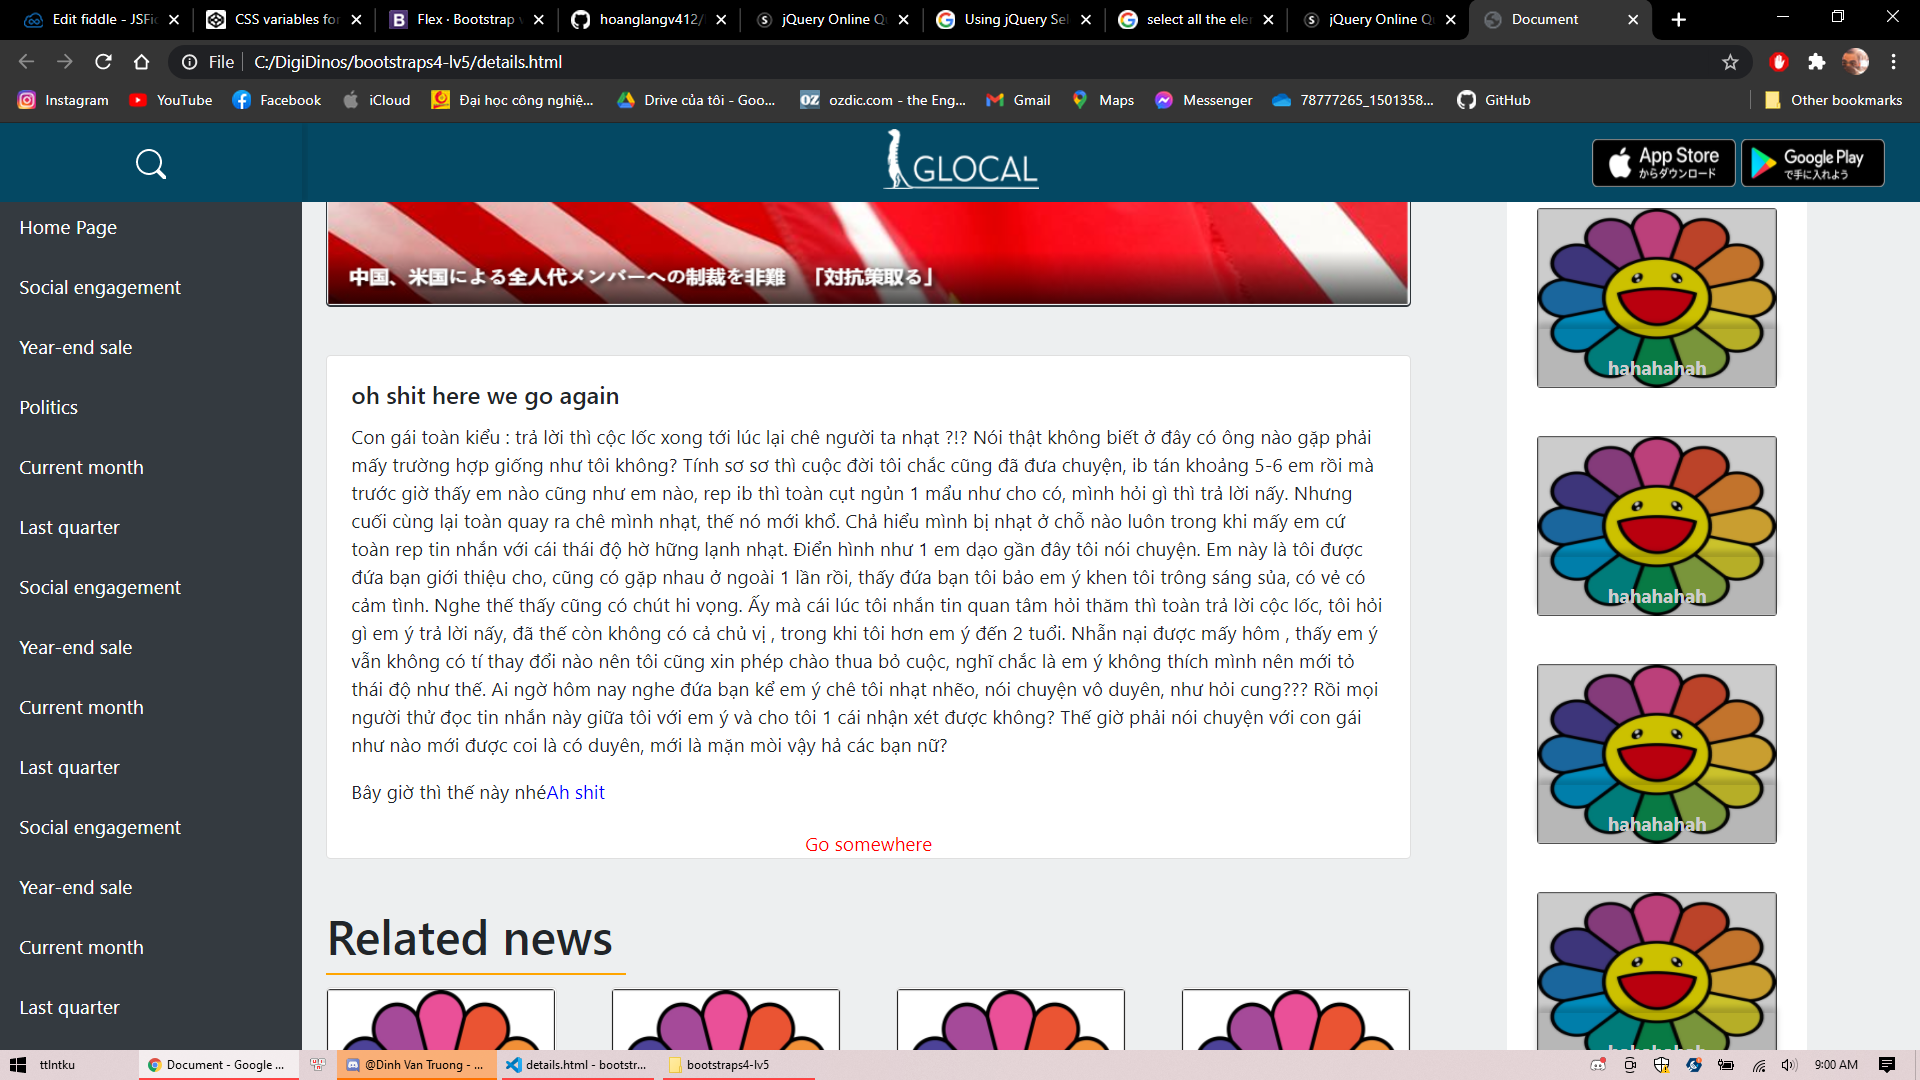 Edit fiddle - JSFi
CSS variables for
Flex · Bootstrap v
hoanglangv412/
jQuery Online Q
Using jQuery Sel
select all the ele
jQuery Online Q
Document
File
C:/DigiDinos/bootstraps4-lv5/details.html
Instagram
YouTube
Facebook
iCloud
Đại học công nghiệ...
Drive của tôi - Goo...
OZ
ozdic.com - the Eng...
Gmail
Maps
Messenger
78777265_1501358...
GitHub
Other bookmarks
GLOCAL
App Store
からダウンロード
Google Play
で手に入れよう
Home Page
Social engagement
Year-end sale
Politics
Current month
Last quarter
Social engagement
Year-end sale
Current month
Last quarter
Social engagement
Year-end sale
Current month
Last quarter
中国、米国による全人代メンバーへの制裁を非難 「対抗策取る」
oh shit here we go again
Con gái toàn kiểu : trả lời thì cộc lốc xong tới lúc lại chê người ta nhạt ?!? Nói thật không biết ở đây có ông nào gặp phải
mấy trường hợp giống như tôi không? Tính sơ sơ thì cuộc đời tôi chắc cũng đã đưa chuyện, ib tán khoảng 5-6 em rồi mà
trước giờ thấy em nào cũng như em nào, rep ib thì toàn cụt ngủn 1 mẩu như cho có, mình hỏi gì thì trả lời nấy. Nhưng
cuối cùng lại toàn quay ra chê mình nhạt, thế nó mới khổ. Chả hiểu mình bị nhạt ở chỗ nào luôn trong khi mấy em cứ
toàn rep tin nhắn với cái thái độ hờ hững lạnh nhạt. Điển hình như 1 em dạo gần đây tôi nói chuyện. Em này là tôi được
đứa bạn giới thiệu cho, cũng có gặp nhau ở ngoài 1 lần rồi, thấy đứa bạn tôi bảo em ý khen tôi trông sáng sủa, có vẻ có
cảm tình. Nghe thế thấy cũng có chút hi vọng. Ấy mà cái lúc tôi nhắn tin quan tâm hỏi thăm thì toàn trả lời cộc lốc, tôi hỏi
gì em ý trả lời nấy, đã thế còn không có cả chủ vị , trong khi tôi hơn em ý đến 2 tuổi. Nhẫn nại được mấy hôm , thấy em ý
vẫn không có tí thay đổi nào nên tôi cũng xin phép chào thua bỏ cuộc, nghĩ chắc là em ý không thích mình nên mới tỏ
thái độ như thế. Ai ngờ hôm nay nghe đứa bạn kể em ý chê tôi nhạt nhẽo, nói chuyện vô duyên, như hỏi cung??? Rồi mọi
người thử đọc tin nhắn này giữa tôi với em ý và cho tôi 1 cái nhận xét được không? Thế giờ phải nói chuyện với con gái
như nào mới được coi là có duyên, mới là mặn mòi vậy hả các bạn nữ?
Bây giờ thì thế này nhéAh shit
Go somewhere
Related news
hahahahah
hahahahah
hahahahah
hahahahah
ttlntku
Document - Google ...
@Dinh Van Truong - ...
details.html - bootstr...
bootstraps4-lv5
9:00 AM